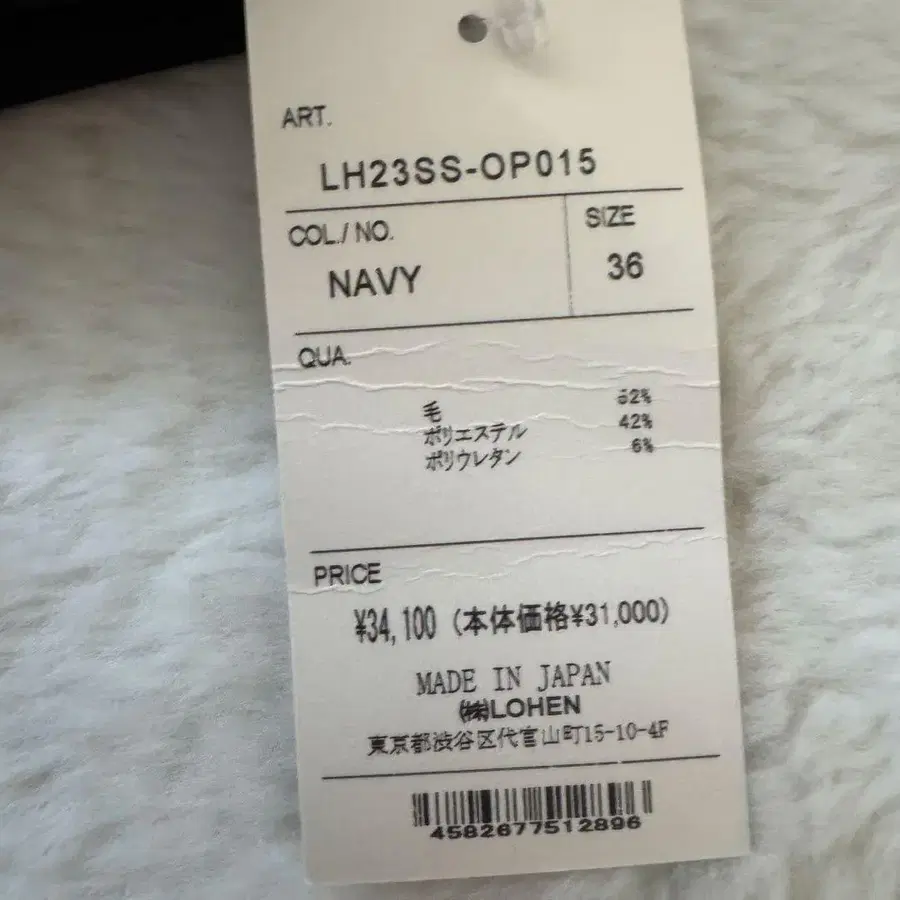 ART.
LH23SS-OP015
COL./ NO.
SIZE
NAVY
36
QUA.
毛 52%
ポリエステル 42%
ポリウレタン 6%
PRICE
¥34,100 (本体価格¥31,000)
MADE IN JAPAN
㈱LOHEN
東京都渋谷区代官山町15-10-4F
4582677512896